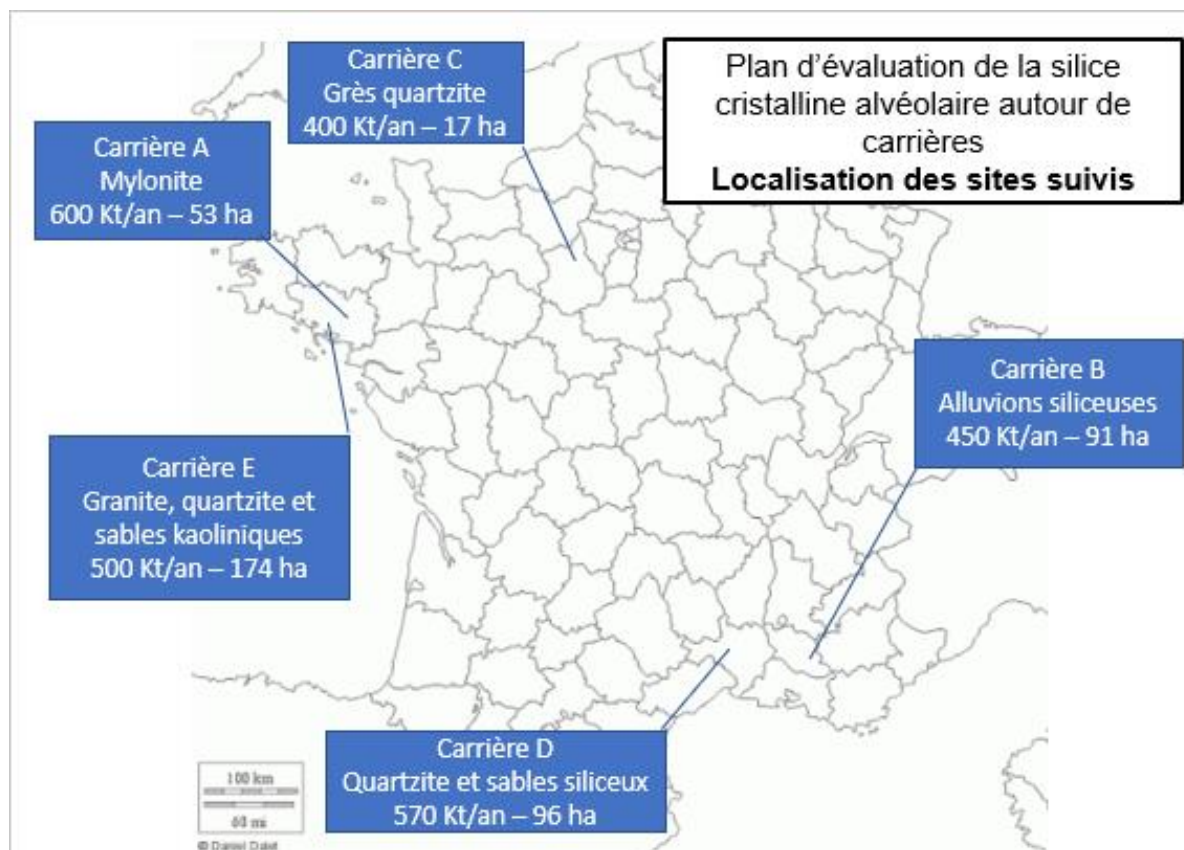 Plan d'évaluation de la silice
cristalline alvéolaire autour de
carrières
Localisation des sites suivis
Carrière C
Grès quartzite
400 Kt/an – 17 ha
Carrière A
Mylonite
600 Kt/an – 53 ha
Carrière B
Alluvions siliceuses
450 Kt/an – 91 ha
Carrière E
Granite, quartzite et
sables kaoliniques
500 Kt/an – 174 ha
Carrière D
Quartzite et sables siliceux
570 Kt/an – 96 ha
100 km
60 mi
© Daniel Dalet